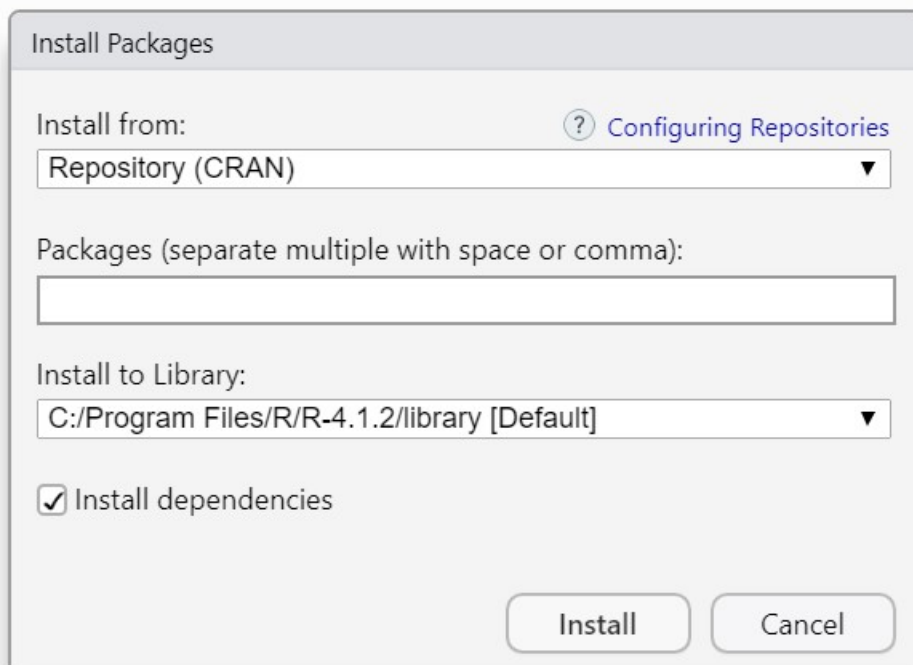 Install Packages
Install from:
? Configuring Repositories
Repository (CRAN)
Packages (separate multiple with space or comma):
Install to Library:
C:/Program Files/R/R-4.1.2/library [Default]
Install dependencies
Install
Cancel